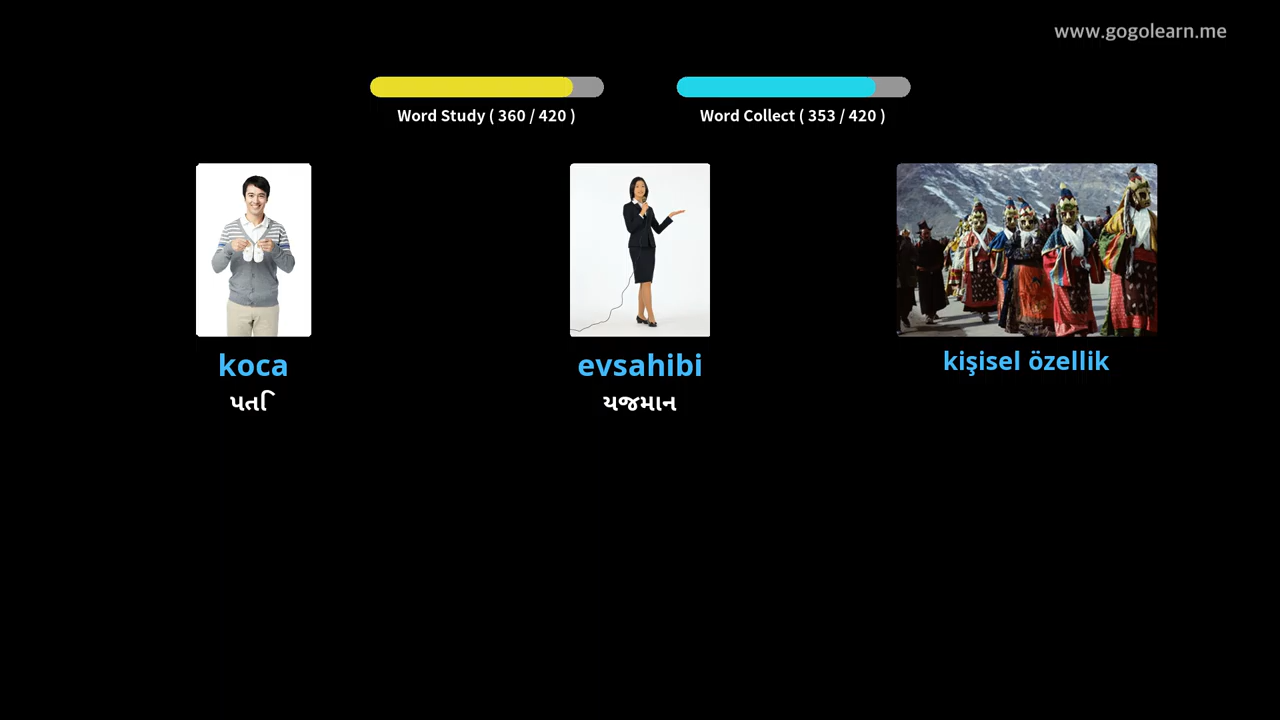 www.gogolearn.me
Word Study ( 360 / 420 )
Word Collect ( 353 / 420 )
koca
પતિ
evsahibi
યજમાન
kişisel özellik